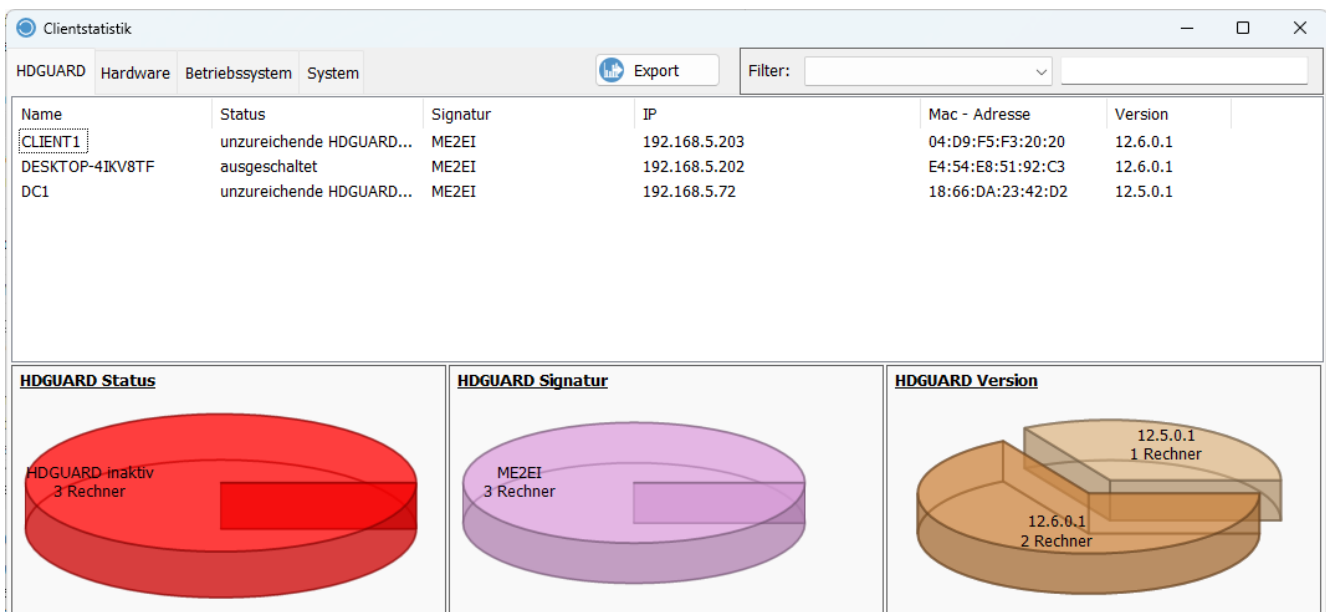 Clientstatistik
HDGUARD Hardware Betriebssystem System Export Filter:
Name Status Signatur IP Mac - Adresse Version
CLIENT1 unzureichende HDGUARD... ME2EI 192.168.5.203 04:D9:F5:F3:20:20 12.6.0.1
DESKTOP-4IKV8TF ausgeschaltet ME2EI 192.168.5.202 E4:54:E8:51:92:C3 12.6.0.1
DC1 unzureichende HDGUARD... ME2EI 192.168.5.72 18:66:DA:23:42:D2 12.5.0.1
HDGUARD Status
HDGUARD inaktiv
3 Rechner
HDGUARD Signatur
ME2EI
3 Rechner
HDGUARD Version
12.5.0.1
1 Rechner
12.6.0.1
2 Rechner